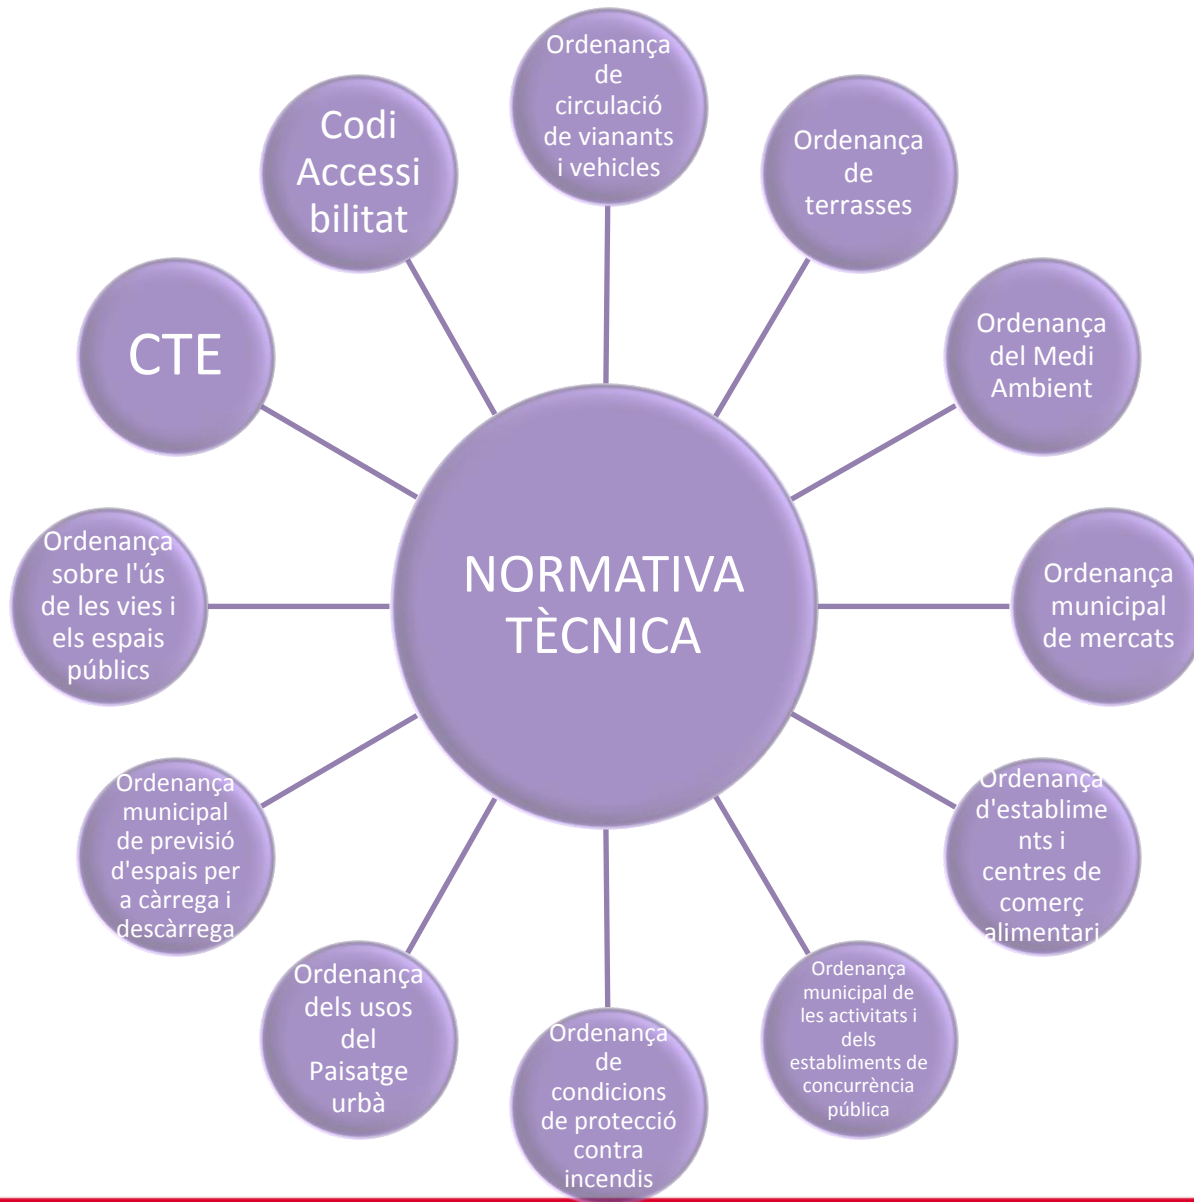 Ordenança
de
circulació
de vianants
i vehicles
Ordenança
de
terrasses
Ordenança
del Medi
Ambient
Ordenança
municipal
de mercats
Ordenança
d'establime
nts i
centres de
comerç
alimentari
Ordenança
municipal de
les activitats i
dels
establiments de
concurrència
pública
Ordenança
de
condicions
de protecció
contra
incendis
Ordenança
dels usos
del
Paisatge
urbà
Ordenança
municipal
de previsió
d'espais per
a càrrega i
descàrrega
Ordenança
sobre l'ús
de les vies i
els espais
públics
CTE
Codi
Accessi
bilitat
NORMATIVA
TÈCNICA